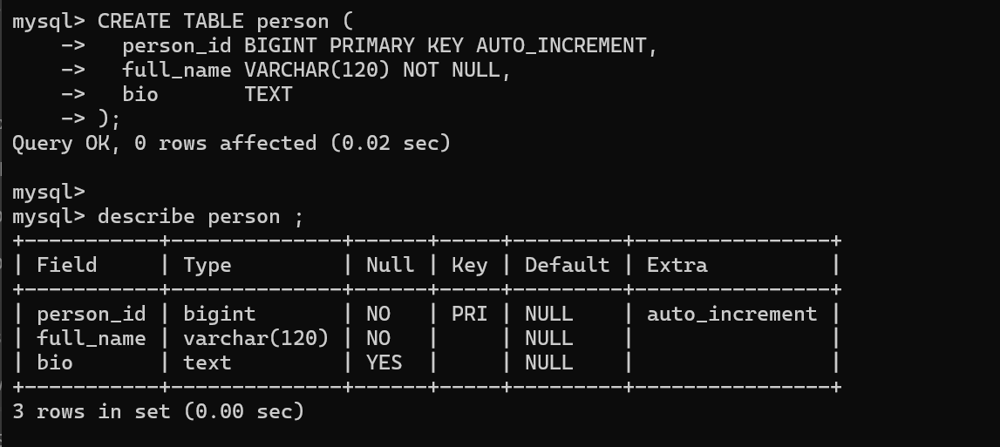 mysql> CREATE TABLE person (
    ->   person_id BIGINT PRIMARY KEY AUTO_INCREMENT,
    ->   full_name VARCHAR(120) NOT NULL,
    ->   bio       TEXT
    -> );
Query OK, 0 rows affected (0.02 sec)

mysql>
mysql> describe person ;
+-----------+--------------+------+-----+---------+----------------+
| Field     | Type         | Null | Key | Default | Extra          |
+-----------+--------------+------+-----+---------+----------------+
| person_id | bigint       | NO   | PRI | NULL    | auto_increment |
| full_name | varchar(120) | NO   |     | NULL    |                |
| bio       | text         | YES  |     | NULL    |                |
+-----------+--------------+------+-----+---------+----------------+
3 rows in set (0.00 sec)